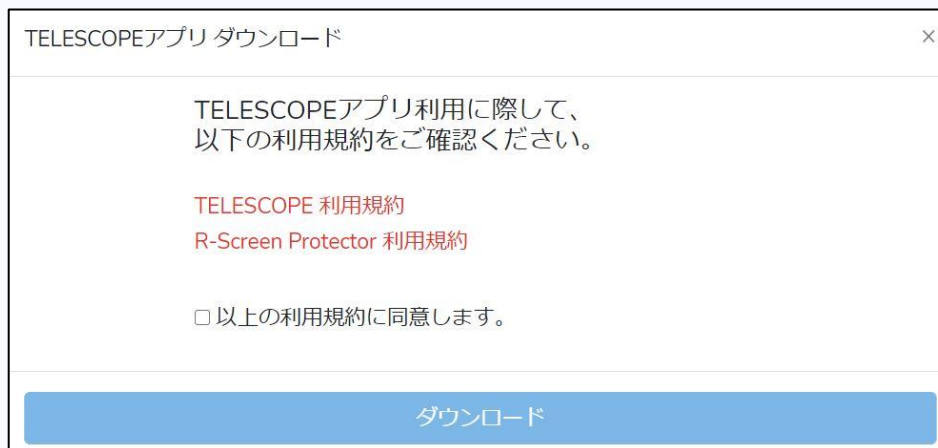 TELESCOPEアプリ ダウンロード
×
TELESCOPEアプリ利用に際して、
以下の利用規約をご確認ください。
TELESCOPE 利用規約
R-Screen Protector 利用規約
以上の利用規約に同意します。
ダウンロード